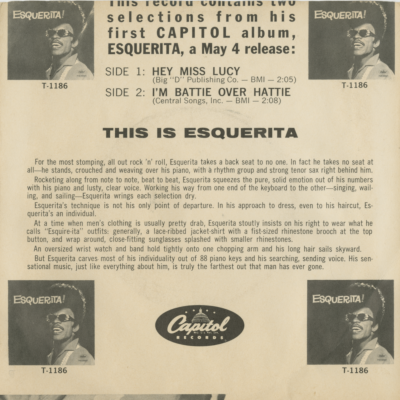 This record contains two
selections from his
first CAPITOL album,
ESQUERITA, a May 4 release:
ESQUERITA!
T-1186
ESQUERITA!
T-1186
SIDE 1: HEY MISS LUCY
(Big "D" Publishing Co. — BMI — 2:05)
SIDE 2: I'M BATTIE OVER HATTIE
(Central Songs, Inc. — BMI — 2:08)
THIS IS ESQUERITA
For the most stomping, all out rock 'n' roll, Esquerita takes a back seat to no one. In fact he takes no seat at
all—he stands, crouched and weaving over his piano, with a rhythm group and strong tenor sax right behind him.
Rocketing along from note to note, beat to beat, Esquerita squeezes the pure, solid emotion out of his numbers
with his piano and lusty, clear voice. Working his way from one end of the keyboard to the other—singing, wail-
ing, and sailing—Esquerita wrings each selection dry.
Esquerita's technique is not his only point of departure. In his approach to dress, even to his haircut, Es-
querita's an individual.
At a time when men's clothing is usually pretty drab, Esquerita stoutly insists on his right to wear what he
calls "Esquire-ita" outfits: generally, a lace-ribbed jacket-shirt with a fist-sized rhinestone brooch at the top
button, and wrap around, close-fitting sunglasses splashed with smaller rhinestones.
An oversized wrist watch and band hold tightly onto one chopping arm and his long hair sails skyward.
But Esquerita carves most of his individuality out of 88 piano keys and his searching, sending voice. His sen-
sational music, just like everything about him, is truly the farthest out that man has ever gone.
ESQUERITA!
T-1186
Capitol
RECORDS
ESQUERITA!
T-1186